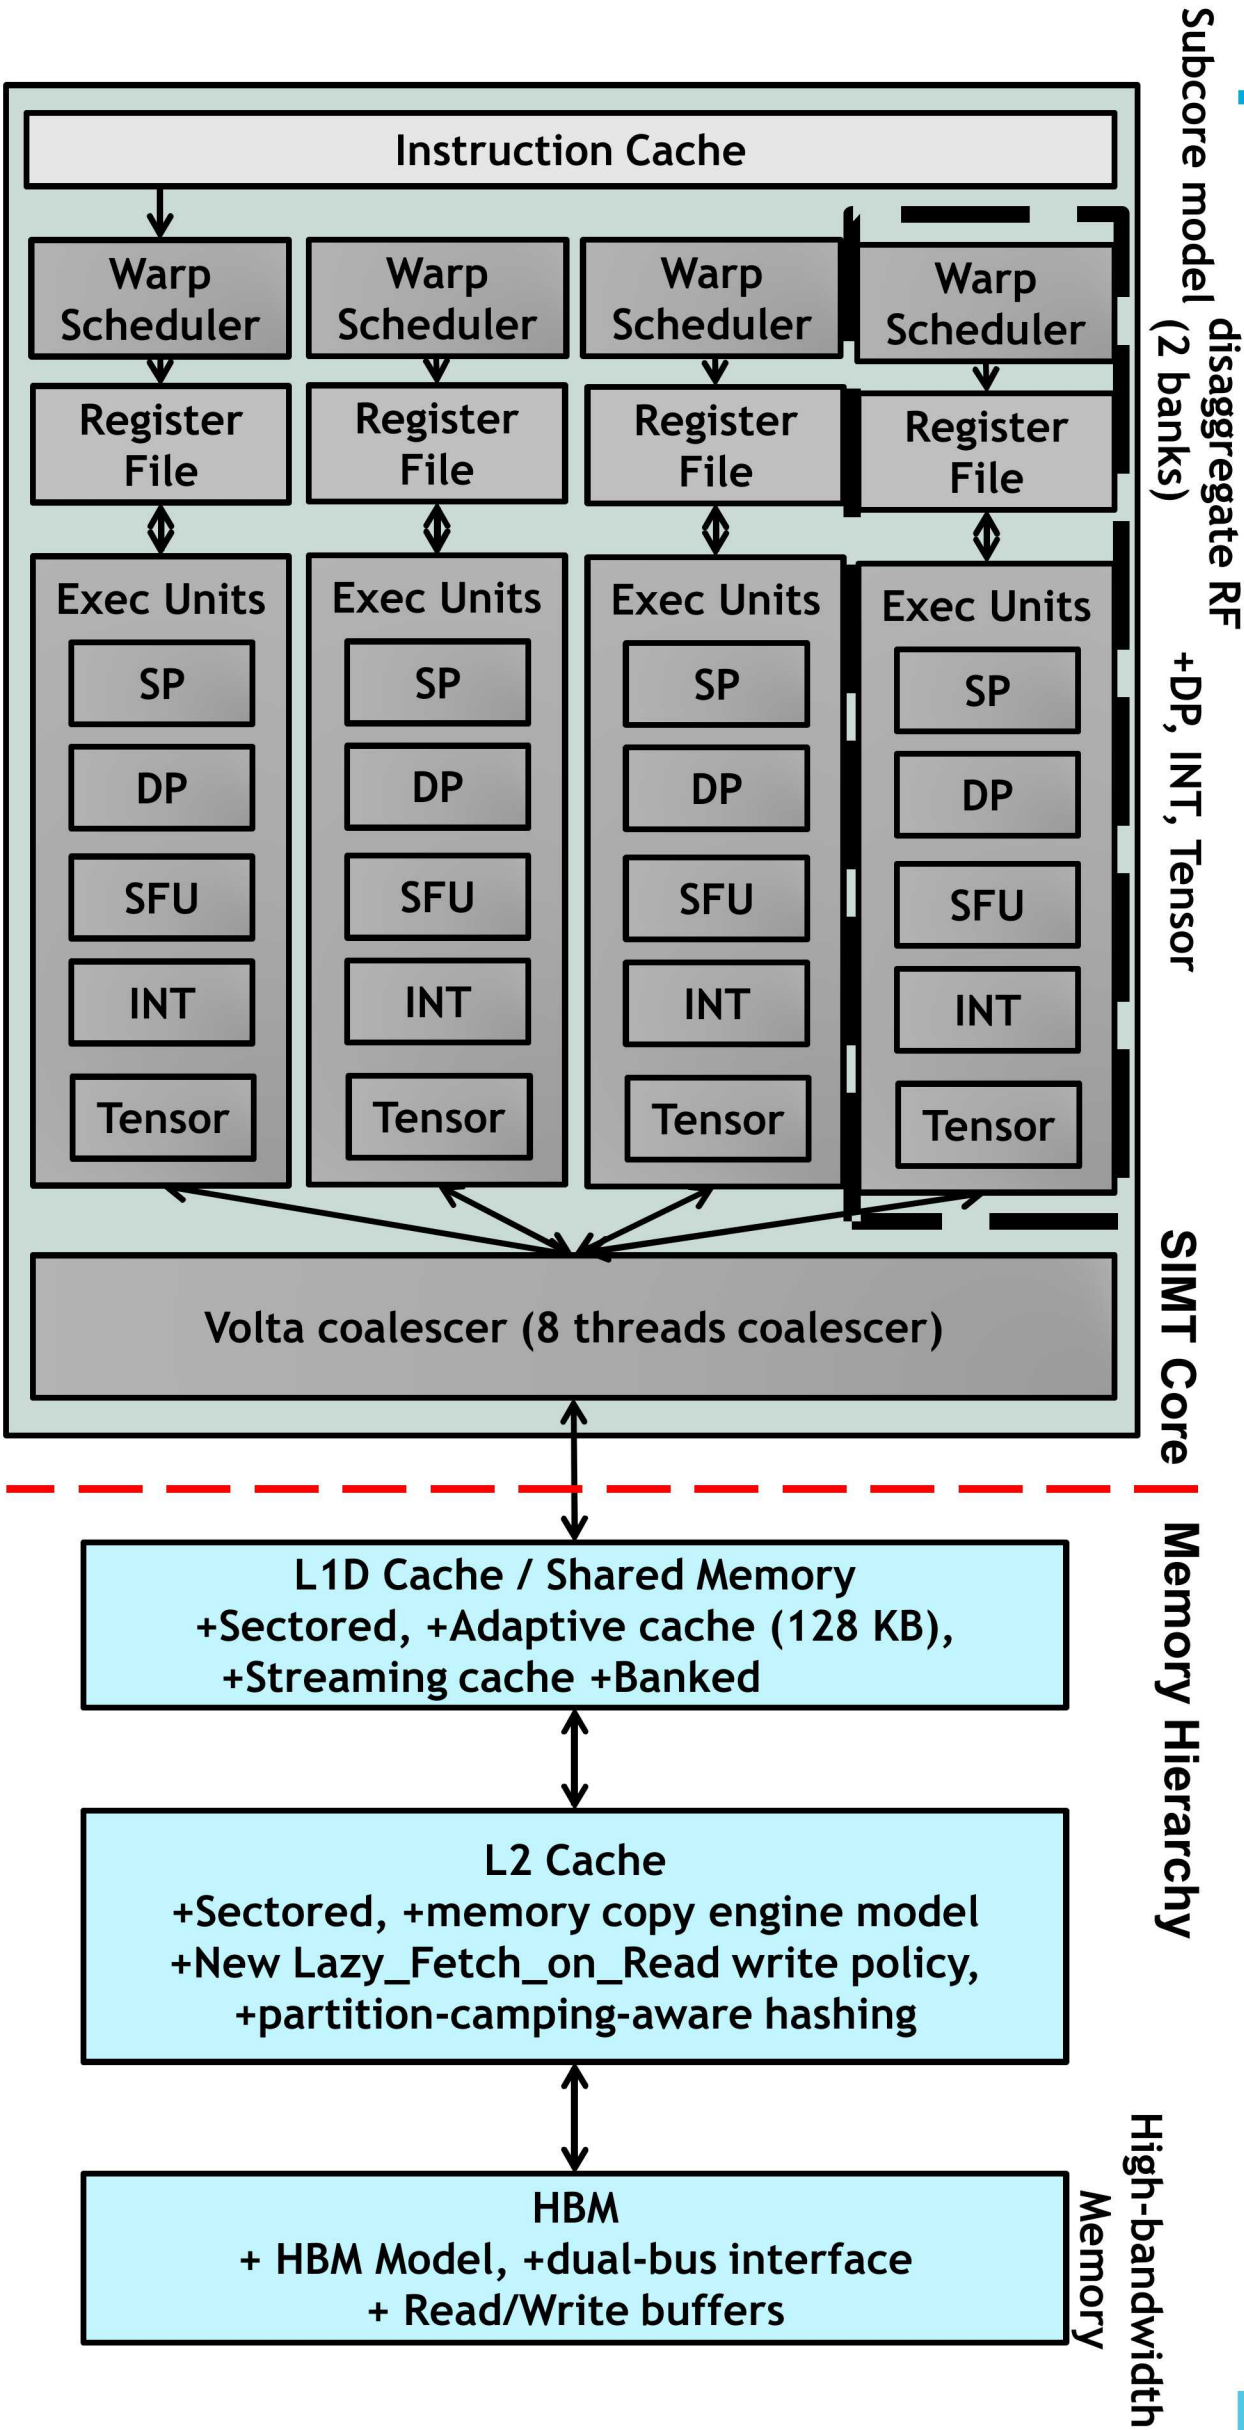 Subcore model
disaggregate RF
(2 banks)
+DP, INT, Tensor
SIMT Core
Memory Hierarchy
High-bandwidth
Memory
Instruction Cache
Warp
Scheduler
Warp
Scheduler
Warp
Scheduler
Warp
Scheduler
Register
File
Register
File
Register
File
Register
File
Exec Units
SP
DP
SFU
INT
Tensor
Exec Units
SP
DP
SFU
INT
Tensor
Exec Units
SP
DP
SFU
INT
Tensor
Exec Units
SP
DP
SFU
INT
Tensor
Volta coalescer (8 threads coalescer)
L1D Cache / Shared Memory
+Sectored, +Adaptive cache (128 KB),
+Streaming cache +Banked
L2 Cache
+Sectored, +memory copy engine model
+New Lazy_Fetch_on_Read write policy,
+partition-camping-aware hashing
HBM
+ HBM Model, +dual-bus interface
+ Read/Write buffers